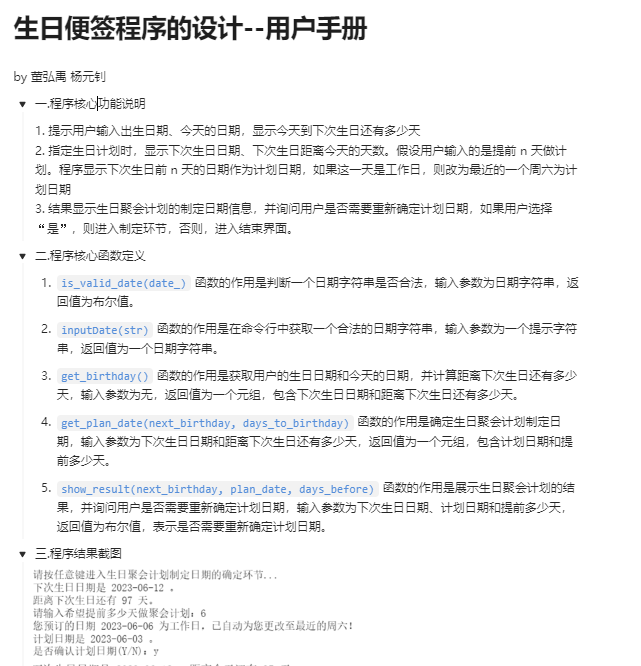 生日便签程序的设计--用户手册
by 董弘禹 杨元钊
一.程序核心功能说明
1. 提示用户输入出生日期、今天的日期，显示今天到下次生日还有多少天
2. 指定生日计划时，显示下次生日日期、下次生日距离今天的天数。假设用户输入的是提前 n 天做计
划。程序显示下次生日前 n 天的日期作为计划日期，如果这一天是工作日，则改为最近的一个周六为计
划日期
3. 结果显示生日聚会计划的制定日期信息，并询问用户是否需要重新确定计划日期，如果用户选择
“是”，则进入制定环节，否则，进入结束界面。
二.程序核心函数定义
1. is_valid_date(date_) 函数的作用是判断一个日期字符串是否合法，输入参数为日期字符串，返
回值为布尔值。
2. inputDate(str) 函数的作用是在命令行中获取一个合法的日期字符串，输入参数为一个提示字符
串，返回值为一个日期字符串。
3. get_birthday() 函数的作用是获取用户的生日日期和今天的日期，并计算距离下次生日还有多少
天，输入参数为无，返回值为一个元组，包含下次生日日期和距离下次生日还有多少天。
4. get_plan_date(next_birthday, days_to_birthday) 函数的作用是确定生日聚会计划制定日
期，输入参数为下次生日日期和距离下次生日还有多少天，返回值为一个元组，包含计划日期和提
前多少天。
5. show_result(next_birthday, plan_date, days_before) 函数的作用是展示生日聚会计划的结
果，并询问用户是否需要重新确定计划日期，输入参数为下次生日日期、计划日期和提前多少天，
返回值为布尔值，表示是否需要重新确定计划日期。
三.程序结果截图
请按任意键进入生日聚会计划制定日期的确定环节...
下次生日日期是 2023-06-12 。
距离下次生日还有 97 天。
请输入希望提前多少天做聚会计划：6
您预订的日期 2023-06-06 为工作日，已自动为您更改至最近的周六！
计划日期是 2023-06-03 。
是否确认计划日期(Y/N)：y